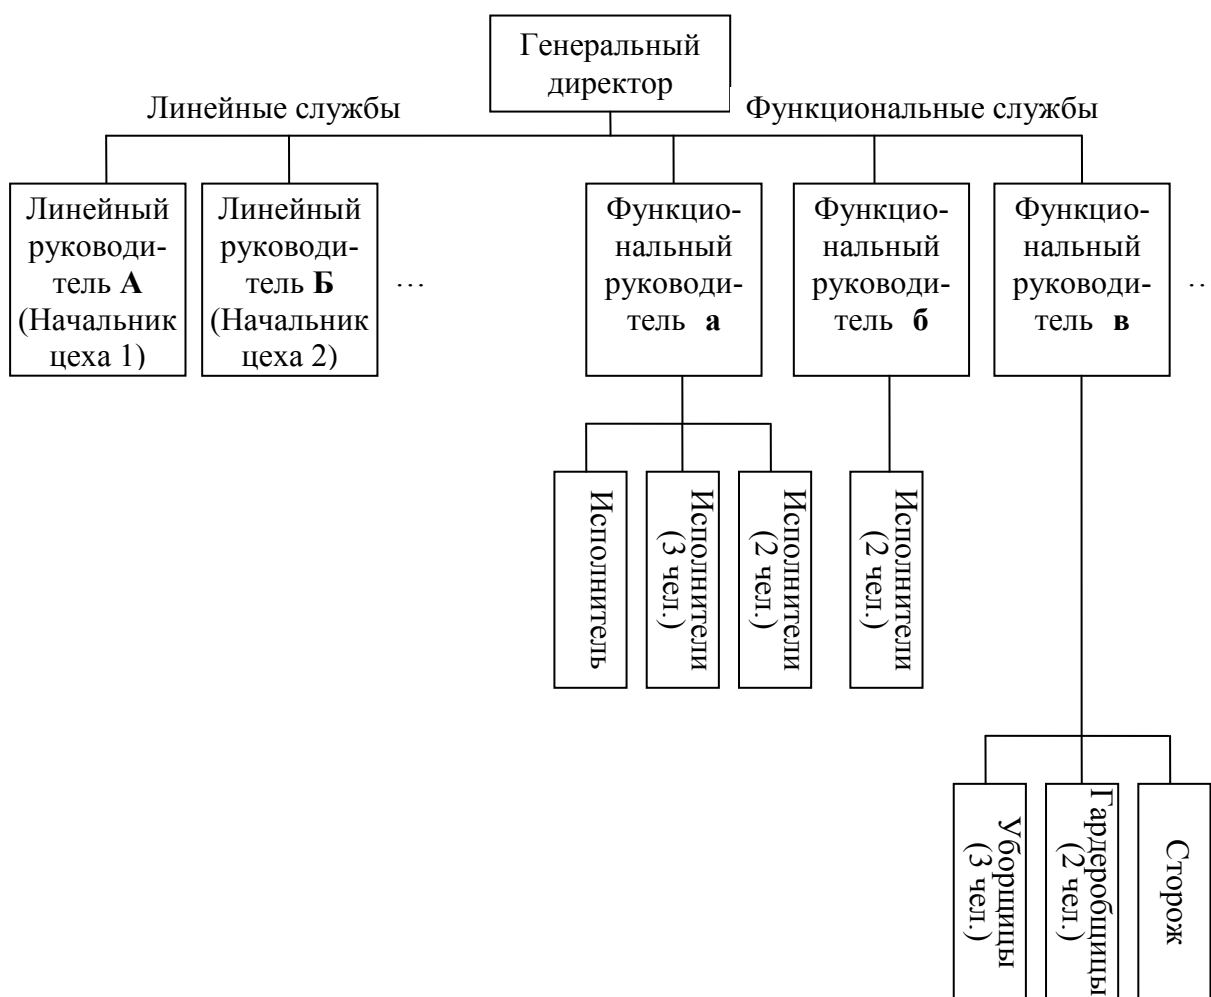 Генеральный
директор
Линейные службы
Функциональные службы
Линейный
руководи-
тель А
(Начальник
цеха 1)
Линейный
руководи-
тель Б
(Начальник
цеха 2)
...
Функцио-
нальный
руководи-
тель а
Функцио-
нальный
руководи-
тель б
Функцио-
нальный
руководи-
тель в
..
Исполнитель
Исполнители
(3 чел.)
Исполнители
(2 чел.)
Исполнители
(2 чел.)
Уборщицы
(3 чел.)
Гардеробщицы
(2 чел.)
Сторож